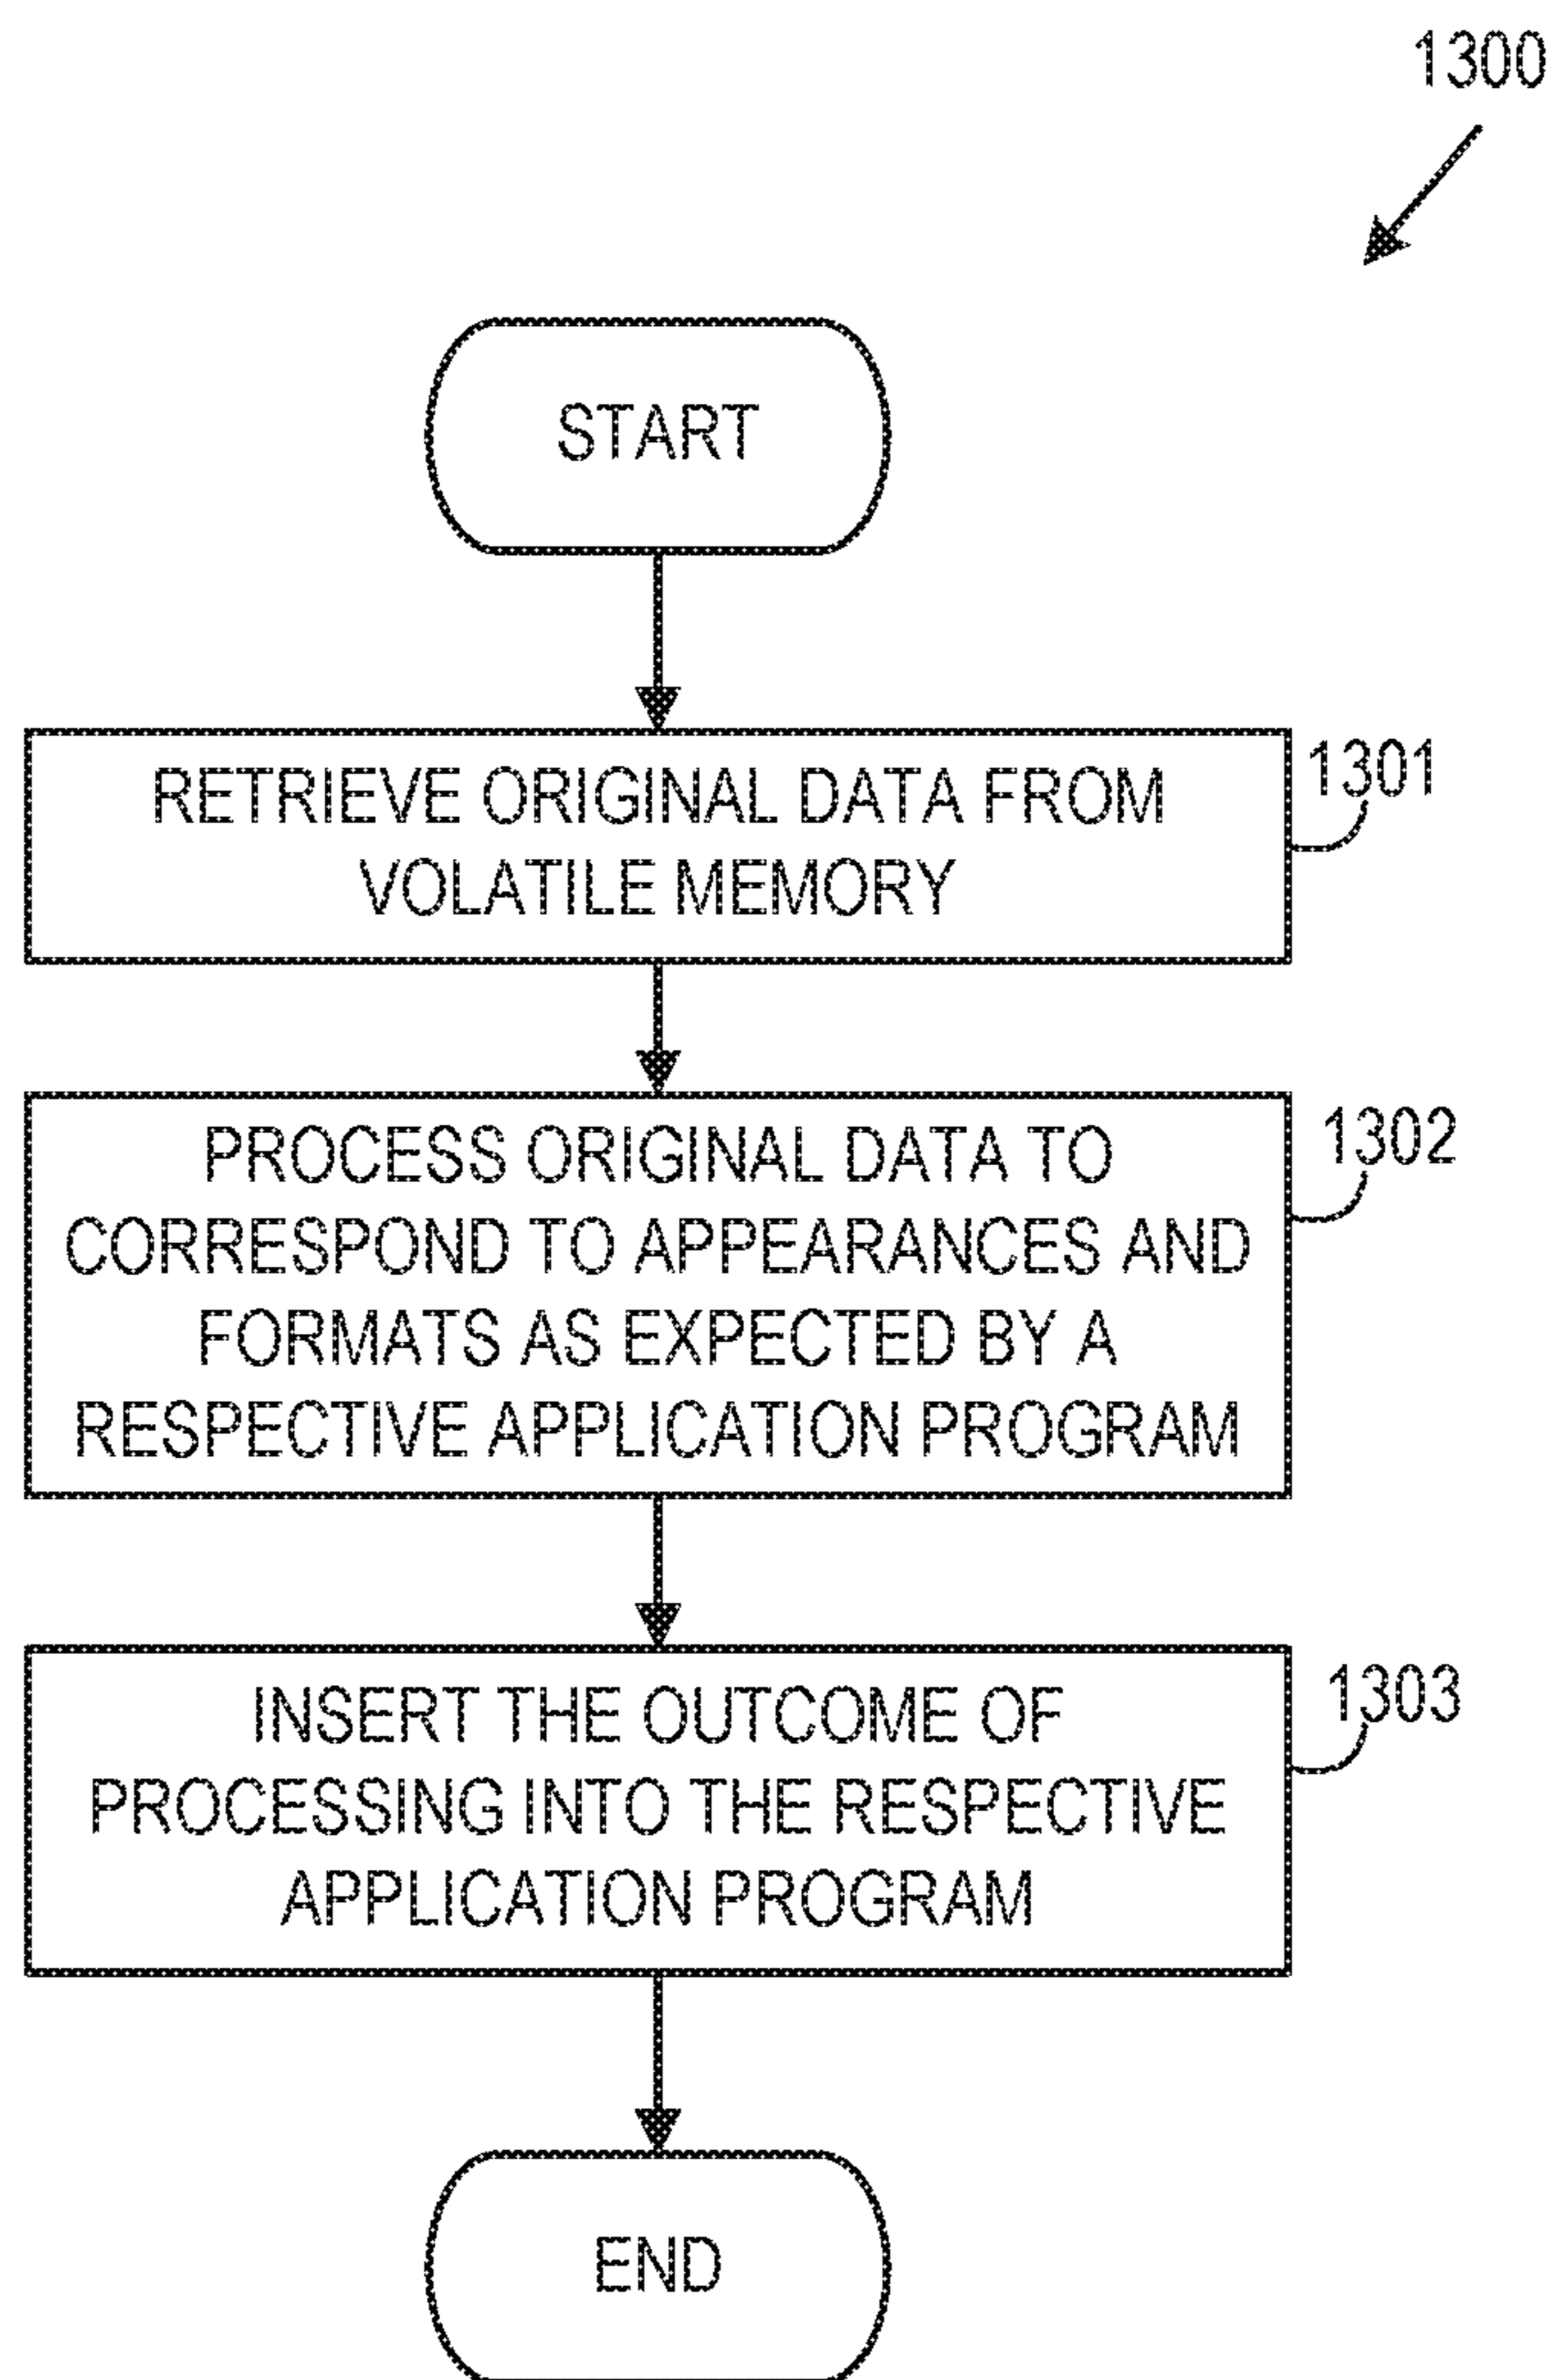 1300
START
RETRIEVE ORIGINAL DATA FROM
VOLATILE MEMORY
1301
PROCESS ORIGINAL DATA TO
CORRESPOND TO APPEARANCES AND
FORMATS AS EXPECTED BY A
RESPECTIVE APPLICATION PROGRAM
1302
INSERT THE OUTCOME OF
PROCESSING INTO THE RESPECTIVE
APPLICATION PROGRAM
1303
END